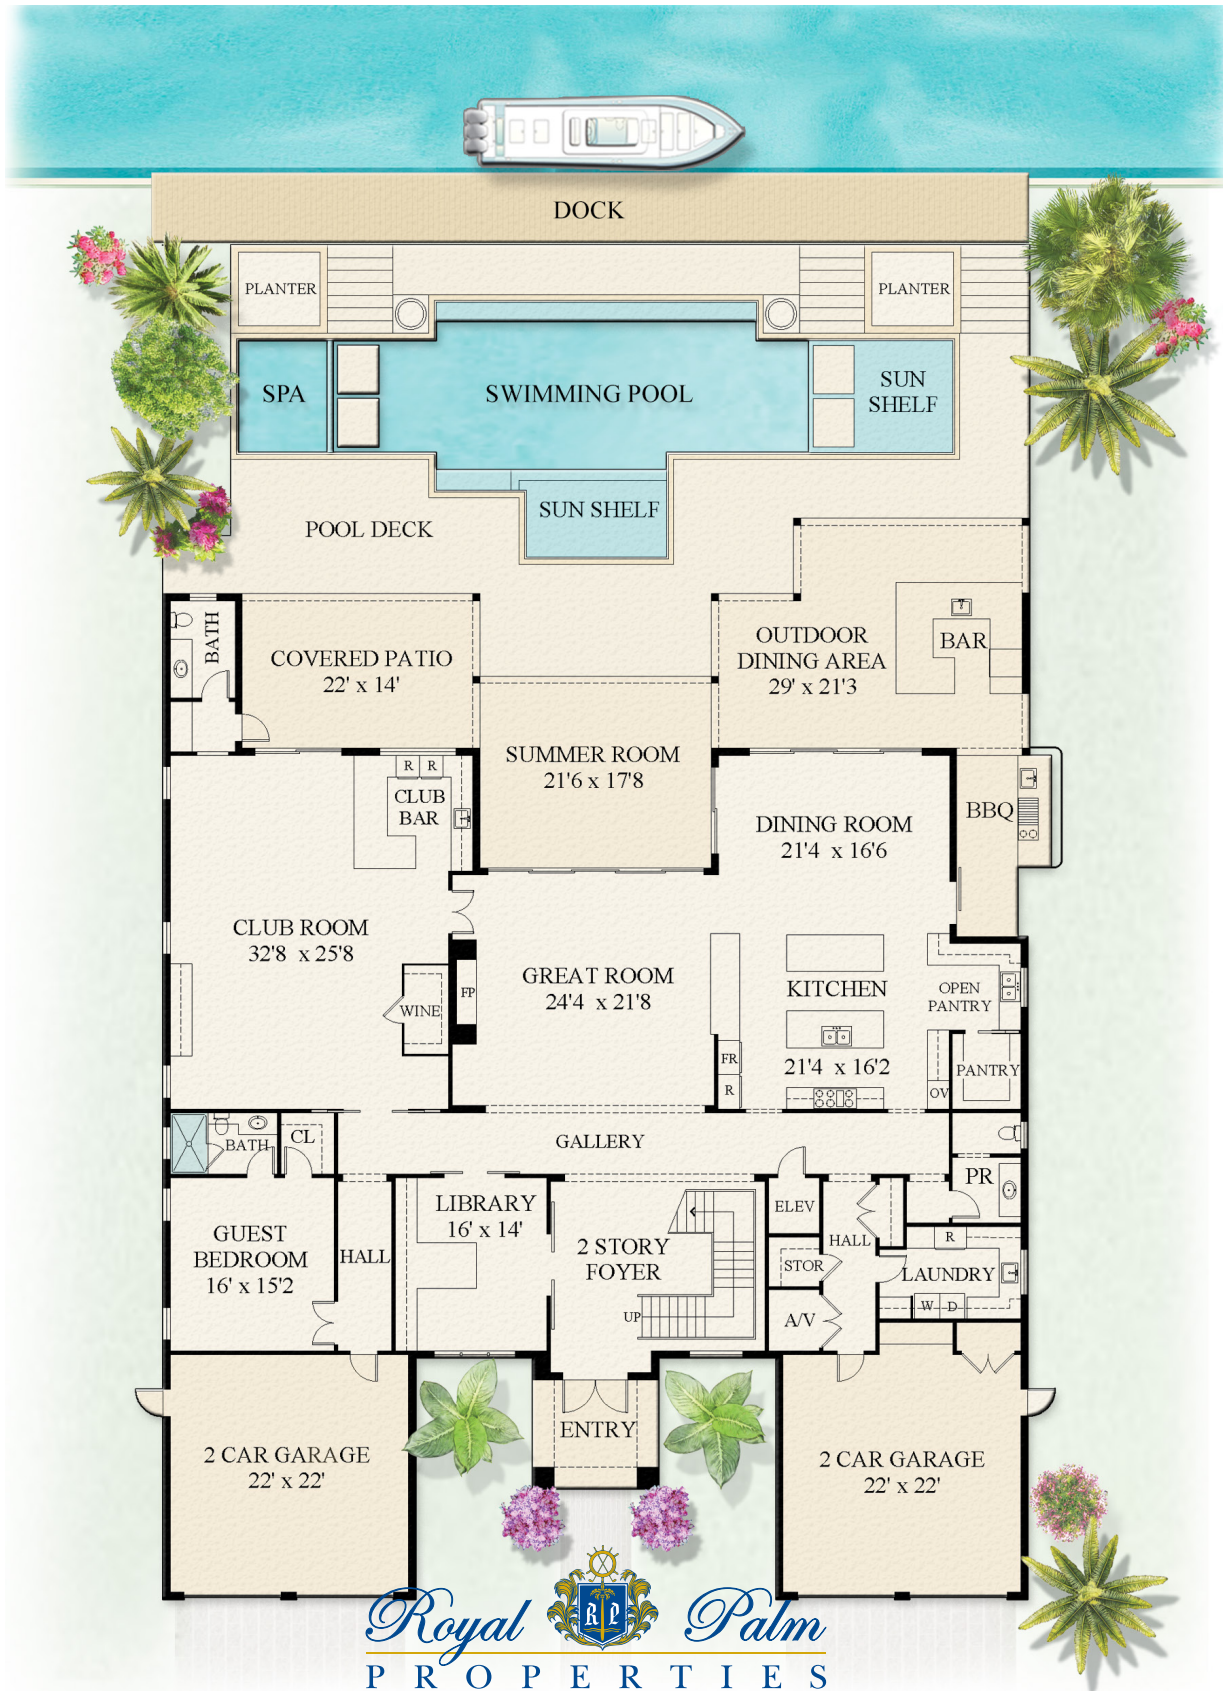 DOCK
PLANTER
PLANTER
SPA
SWIMMING POOL
SUN
SHELF
SUN SHELF
POOL DECK
BATH
COVERED PATIO
22' x 14'
OUTDOOR
DINING AREA
29' x 21'3
BAR
SUMMER ROOM
21'6 x 17'8
R R
CLUB
BAR
DINING ROOM
21'4 x 16'6
BBQ
CLUB ROOM
32'8 x 25'8
WINE
FP
GREAT ROOM
24'4 x 21'8
KITCHEN
21'4 x 16'2
OPEN
PANTRY
FR
R
OV
PANTRY
BATH
CL
GALLERY
PR
GUEST
BEDROOM
16' x 15'2
HALL
LIBRARY
16' x 14'
2 STORY
FOYER
UP
ELEV
HALL
STOR
A/V
R
LAUNDRY
W D
2 CAR GARAGE
22' x 22'
ENTRY
2 CAR GARAGE
22' x 22'
Royal RP Palm
PROPERTIES